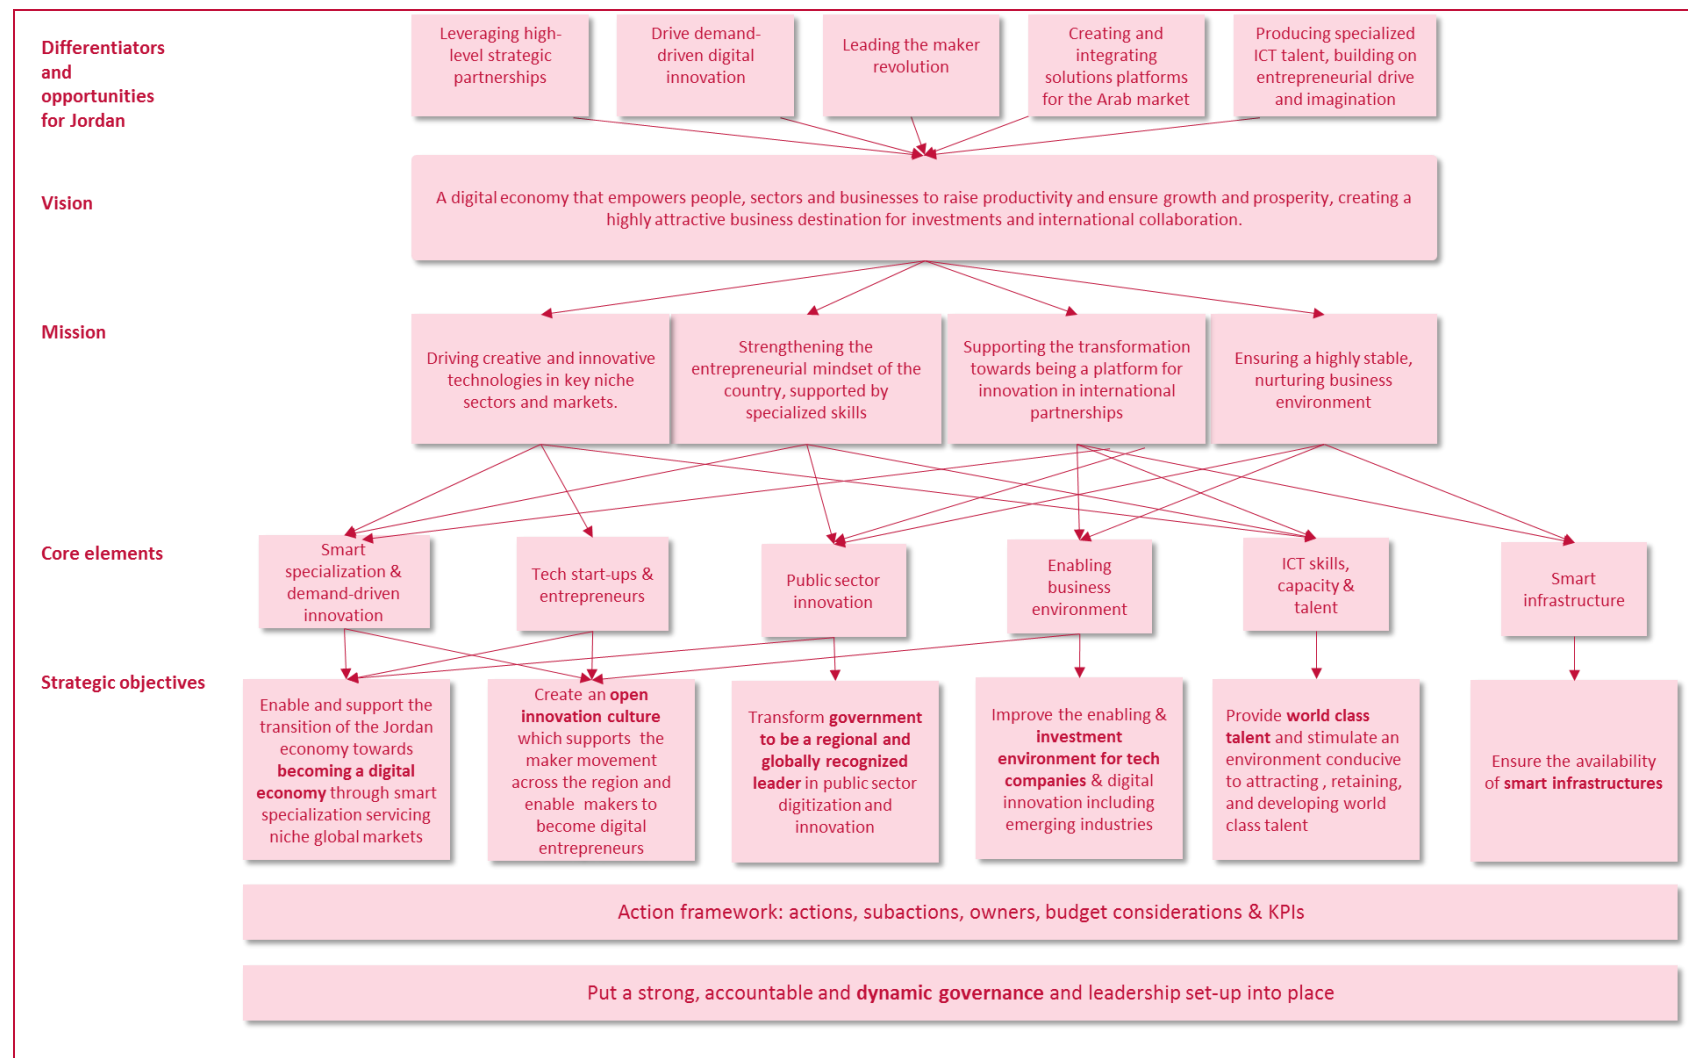 Differentiators
and
opportunities
for Jordan
Leveraging high-
level strategic
partnerships
Drive demand-
driven digital
innovation
Leading the maker
revolution
Creating and
integrating
solutions platforms
for the Arab market
Producing specialized
ICT talent, building on
entrepreneurial drive
and imagination
Vision
A digital economy that empowers people, sectors and businesses to raise productivity and ensure growth and prosperity, creating a
highly attractive business destination for investments and international collaboration.
Mission
Driving creative and innovative
technologies in key niche
sectors and markets.
Strengthening the
entrepreneurial mindset of the
country, supported by
specialized skills
Supporting the transformation
towards being a platform for
innovation in international
partnerships
Ensuring a highly stable,
nurturing business
environment
Core elements
Smart
specialization &
demand-driven
innovation
Tech start-ups &
entrepreneurs
Public sector
innovation
Enabling
business
environment
ICT skills,
capacity &
talent
Smart
infrastructure
Strategic objectives
Enable and support the
transition of the Jordan
economy towards
becoming a digital
economy through smart
specialization servicing
niche global markets
Create an open
innovation culture
which supports the
maker movement
across the region and
enable makers to
become digital
entrepreneurs
Transform government
to be a regional and
globally recognized
leader in public sector
digitization and
innovation
Improve the enabling &
investment
environment for tech
companies & digital
innovation including
emerging industries
Provide world class
talent and stimulate an
environment conducive
to attracting , retaining,
and developing world
class talent
Ensure the availability
of smart infrastructures
Action framework: actions, subactions, owners, budget considerations & KPIs
Put a strong, accountable and dynamic governance and leadership set-up into place